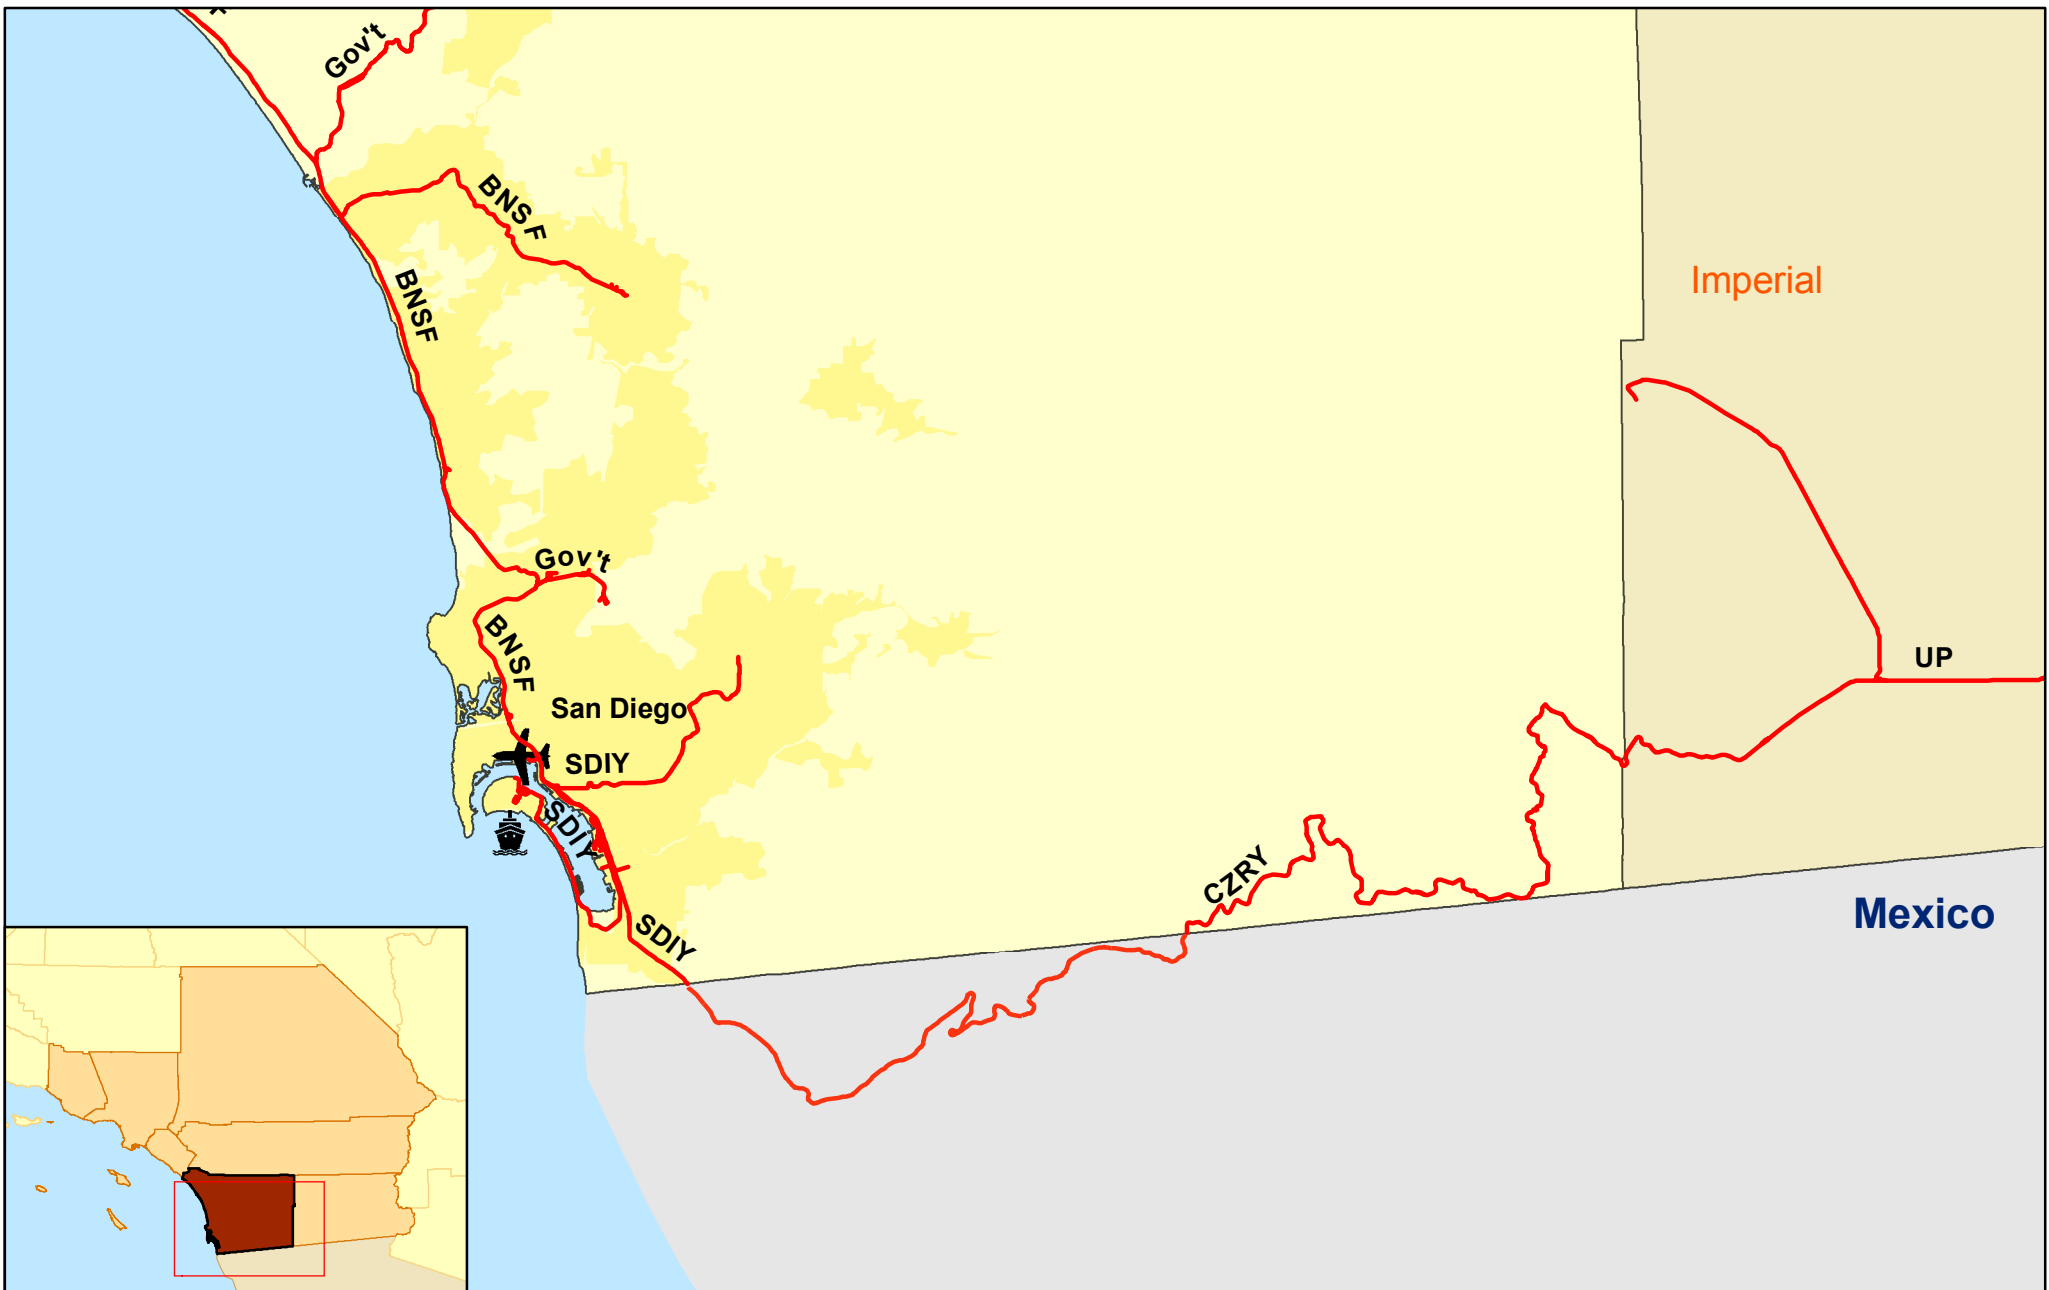 Gov't
BNSF
BNSF
Imperial
Gov't
BNSF
UP
San Diego
SDIY
SDIY
CZRY
SDIY
Mexico